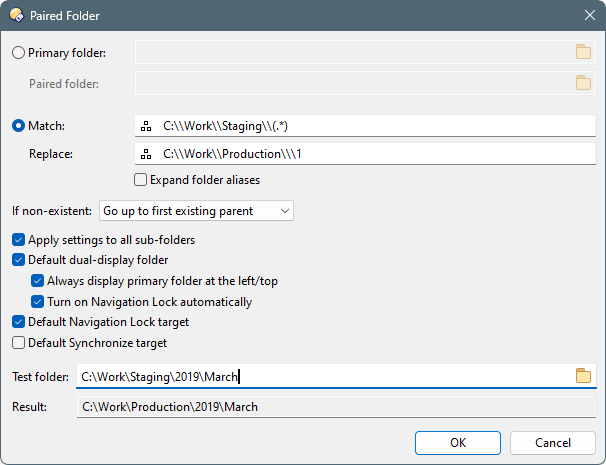 Paired Folder
Primary folder:
Paired folder:
Match: C:\\Work\\Staging\\(.*)
Replace: C:\\Work\\Production\\\1
Expand folder aliases
If non-existent: Go up to first existing parent
Apply settings to all sub-folders
Default dual-display folder
Always display primary folder at the left/top
Turn on Navigation Lock automatically
Default Navigation Lock target
Default Synchronize target
Test folder: C:\Work\Staging\2019\March
Result: C:\Work\Production\2019\March
OK Cancel